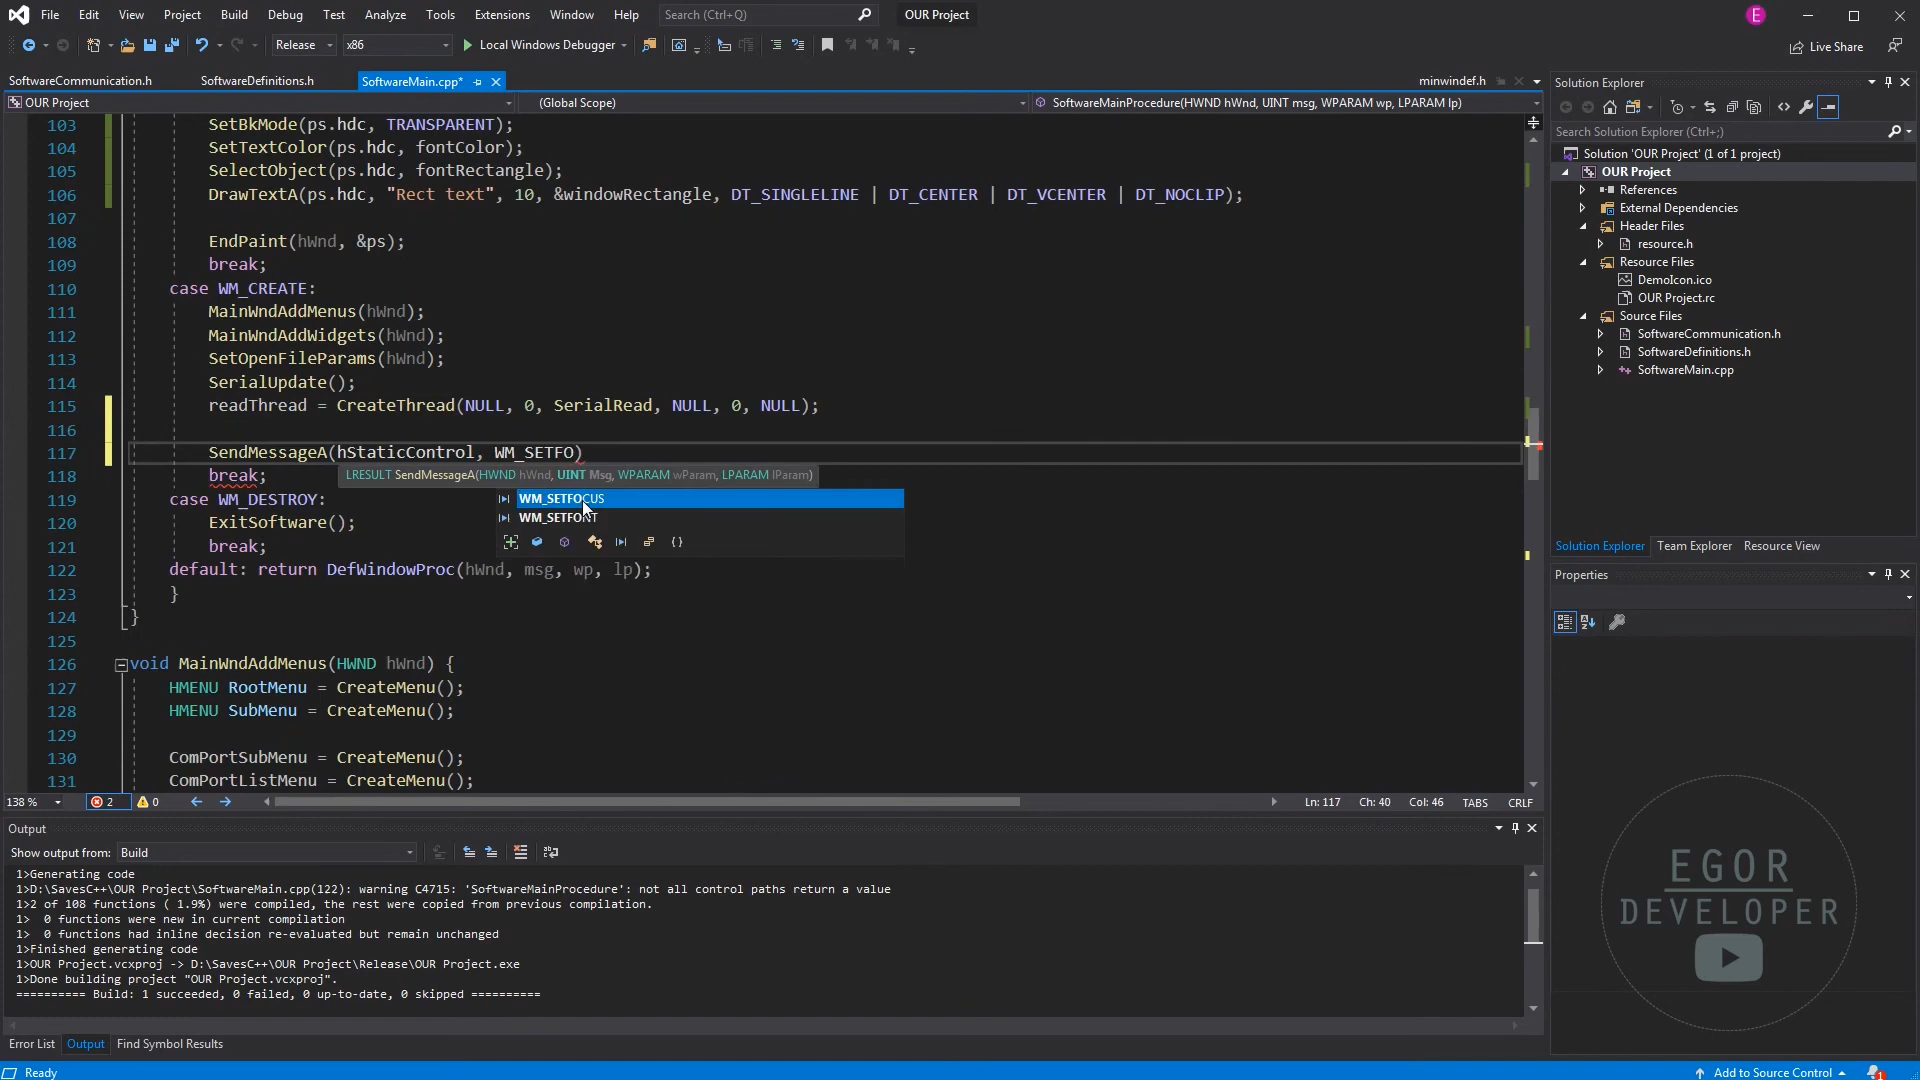 File Edit View Project Build Debug Test Analyze Tools Extensions Window Help Search (Ctrl+Q) OUR Project E
Release x86 Local Windows Debugger Live Share
SoftwareCommunication.h SoftwareDefinitions.h SoftwareMain.cpp* minwindef.h
OUR Project (Global Scope) SoftwareMainProcedure(HWND hWnd, UINT msg, WPARAM wp, LPARAM lp)
103 SetBkMode(ps.hdc, TRANSPARENT);
104 SetTextColor(ps.hdc, fontColor);
105 SelectObject(ps.hdc, fontRectangle);
106 DrawTextA(ps.hdc, "Rect text", 10, &windowRectangle, DT_SINGLELINE | DT_CENTER | DT_VCENTER | DT_NOCLIP);
107
108 EndPaint(hWnd, &ps);
109 break;
110 case WM_CREATE:
111 MainWndAddMenus(hWnd);
112 MainWndAddWidgets(hWnd);
113 SetOpenFileParams(hWnd);
114 SerialUpdate();
115 readThread = CreateThread(NULL, 0, SerialRead, NULL, 0, NULL);
116
117 SendMessageA(hStaticControl, WM_SETFO)
118 break; LRESULT SendMessageA(HWND hWnd, UINT Msg, WPARAM wParam, LPARAM lParam)
119 case WM_DESTROY: WM_SETFOCUS
WM_SETFONT
120 ExitSoftware();
121 break;
122 default: return DefWindowProc(hWnd, msg, wp, lp);
123 }
124 }
125
126 void MainWndAddMenus(HWND hWnd) {
127 HMENU RootMenu = CreateMenu();
128 HMENU SubMenu = CreateMenu();
129
130 ComPortSubMenu = CreateMenu();
131 ComPortListMenu = CreateMenu();
138 % 2 0 Ln: 117 Ch: 40 Col: 46 TABS CRLF
Output
Show output from: Build
1>Generating code
1>D:\SavesC++\OUR Project\SoftwareMain.cpp(122): warning C4715: 'SoftwareMainProcedure': not all control paths return a value
1>2 of 108 functions ( 1.9%) were compiled, the rest were copied from previous compilation.
1> 0 functions were new in current compilation
1> 0 functions had inline decision re-evaluated but remain unchanged
1>Finished generating code
1>OUR Project.vcxproj -> D:\SavesC++\OUR Project\Release\OUR Project.exe
1>Done building project "OUR Project.vcxproj".
========== Build: 1 succeeded, 0 failed, 0 up-to-date, 0 skipped ==========
Error List Output Find Symbol Results
Ready Add to Source Control 1
Solution Explorer
Search Solution Explorer (Ctrl+;)
Solution 'OUR Project' (1 of 1 project)
OUR Project
References
External Dependencies
Header Files
resource.h
Resource Files
DemoIcon.ico
OUR Project.rc
Source Files
SoftwareCommunication.h
SoftwareDefinitions.h
SoftwareMain.cpp
Solution Explorer Team Explorer Resource View
Properties
EGOR
DEVELOPER